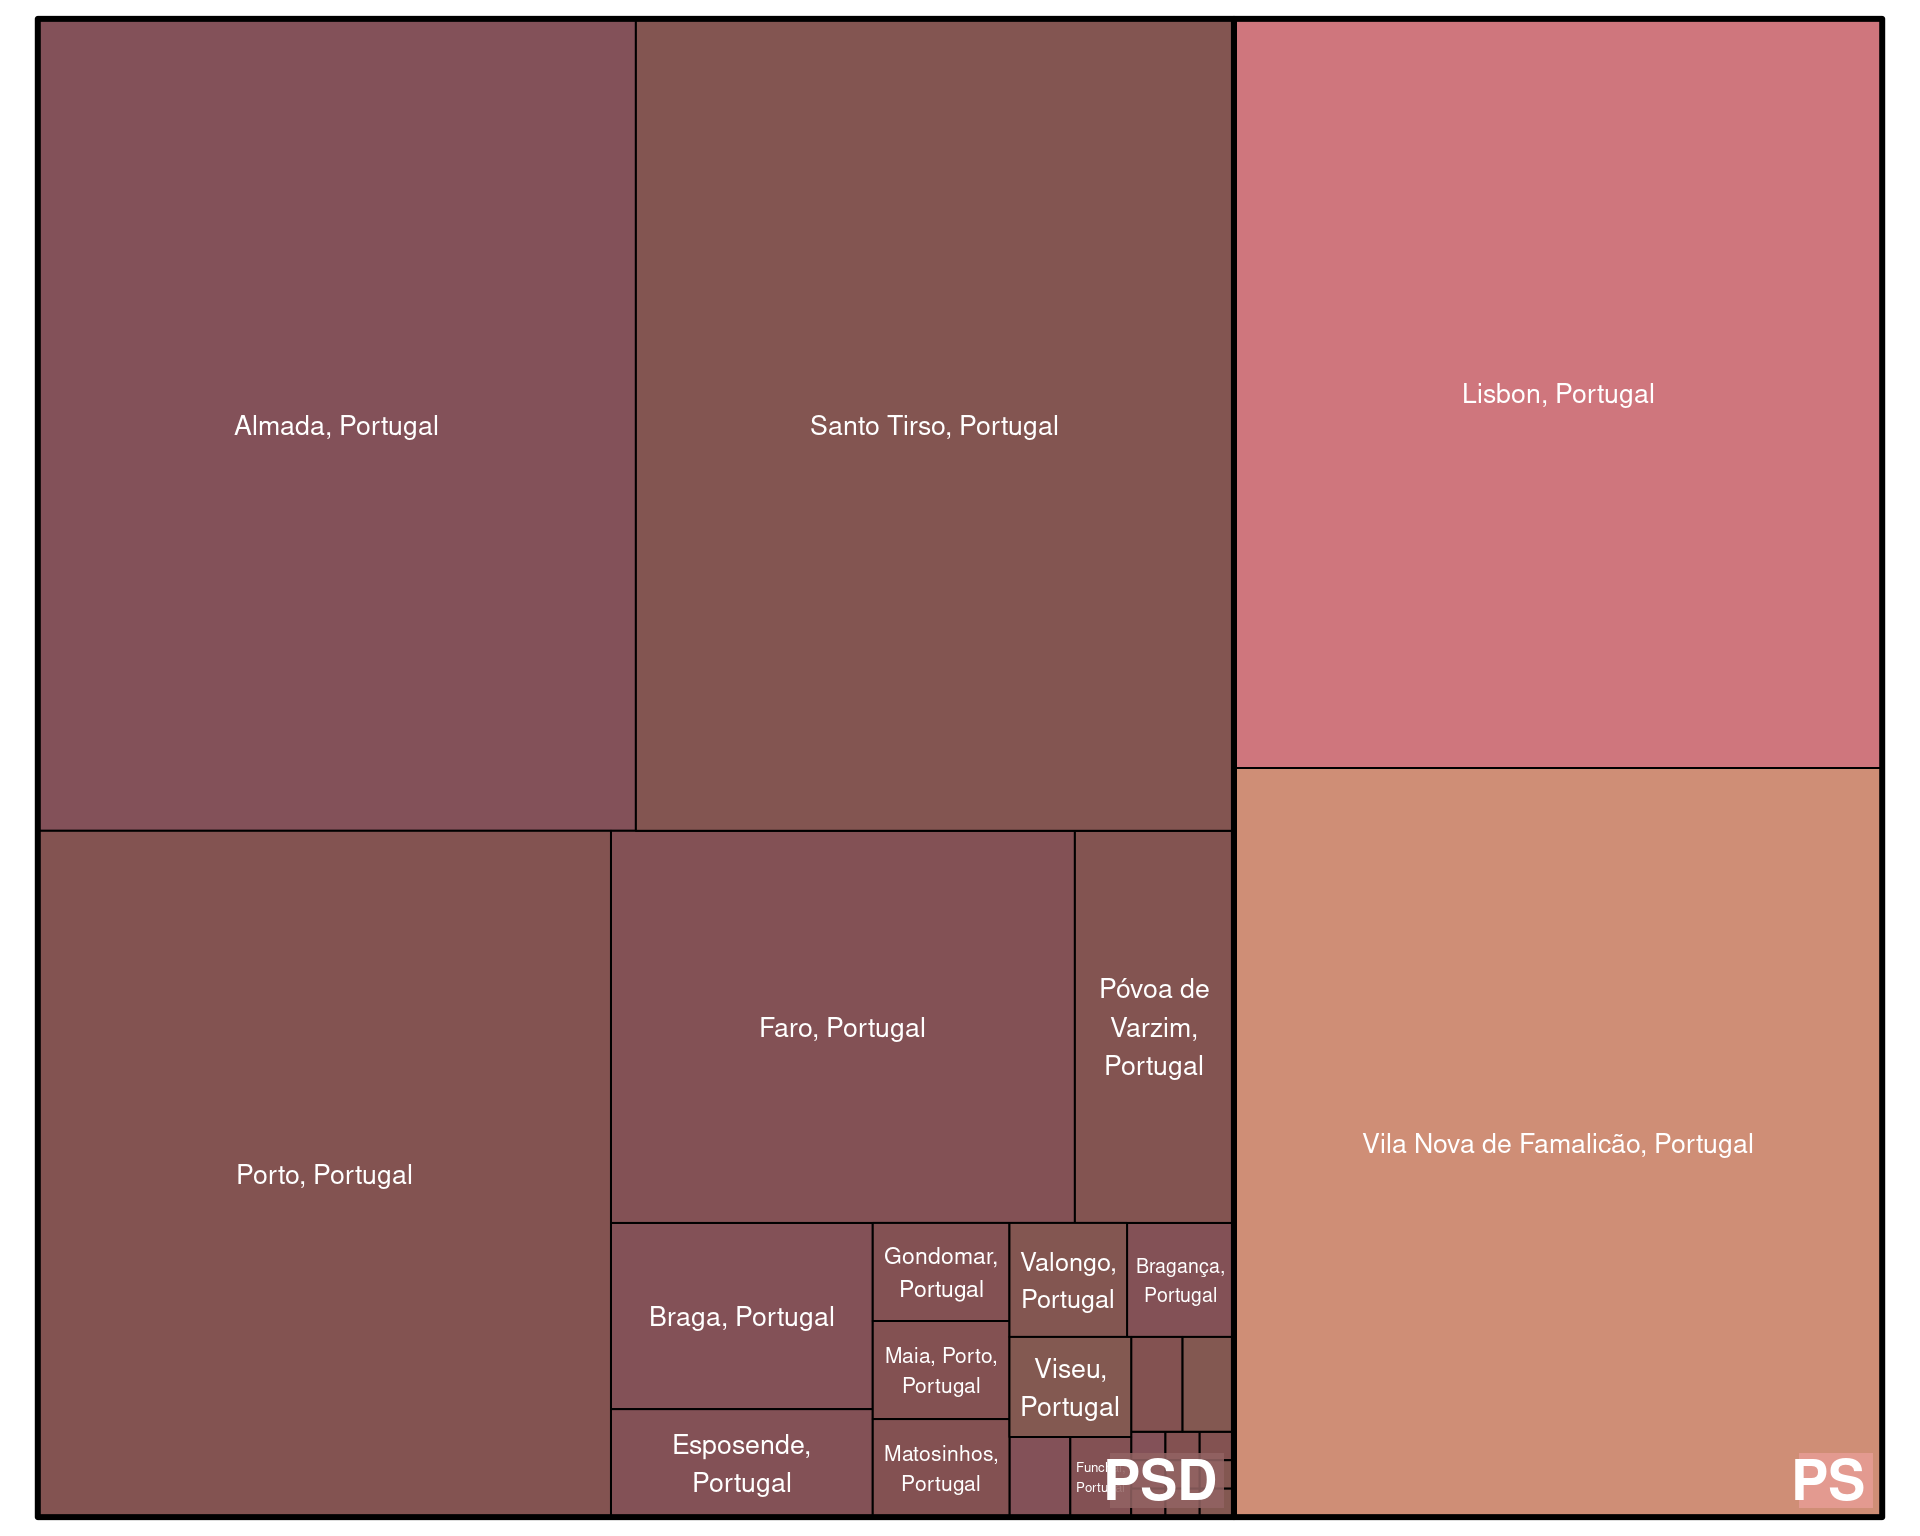 Almada, Portugal
Santo Tirso, Portugal
Lisbon, Portugal
Porto, Portugal
Faro, Portugal
Póvoa de
Varzim,
Portugal
Vila Nova de Famalicão, Portugal
Braga, Portugal
Gondomar,
Portugal
Valongo,
Portugal
Bragança,
Portugal
Maia, Porto,
Portugal
Viseu,
Portugal
Esposende,
Portugal
Matosinhos,
Portugal
Portugal
PSD
PS